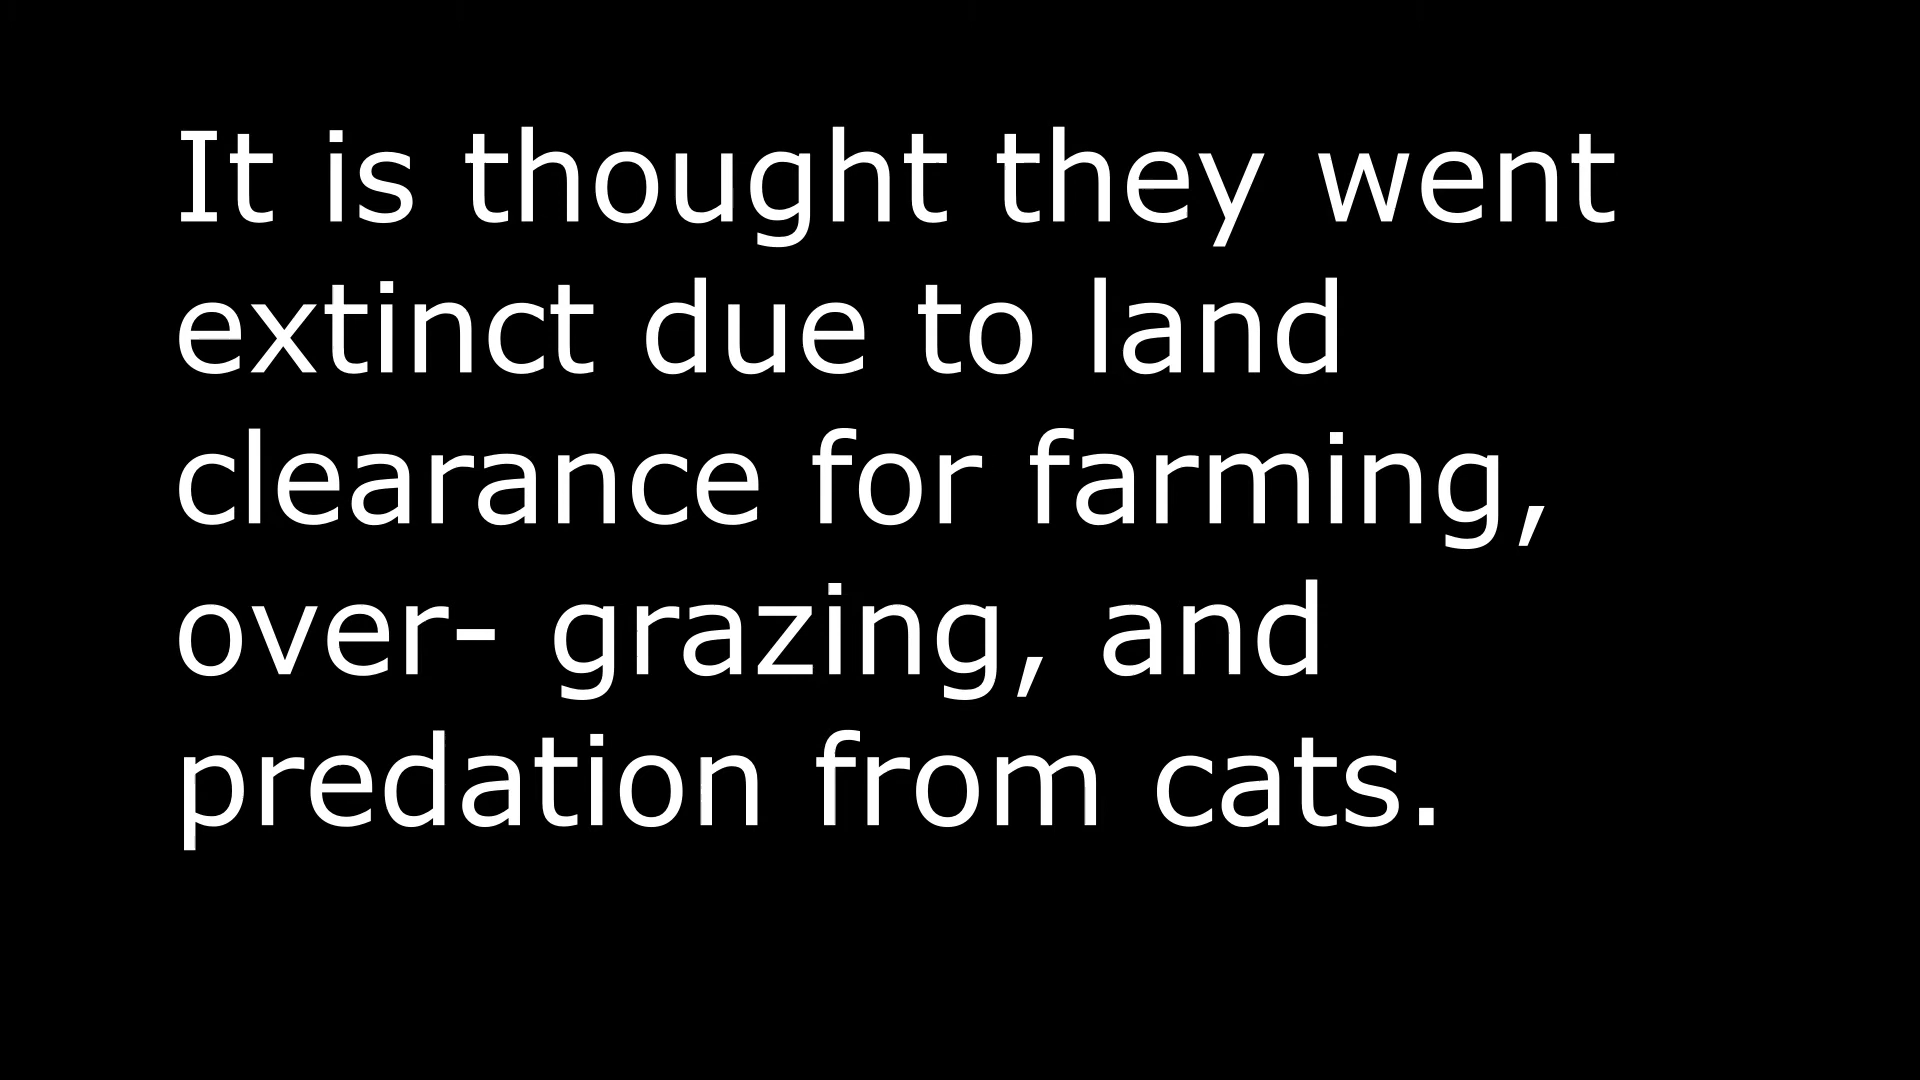 It is thought they went
extinct due to land
clearance for farming,
over- grazing, and
predation from cats.